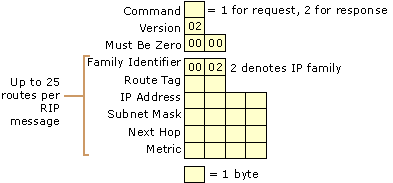 Command = 1 for request, 2 for response
Version 02
Must Be Zero 00 00
Family Identifier 00 02 2 denotes IP family
Up to 25
routes per
RIP
message
Route Tag
IP Address
Subnet Mask
Next Hop
Metric
= 1 byte